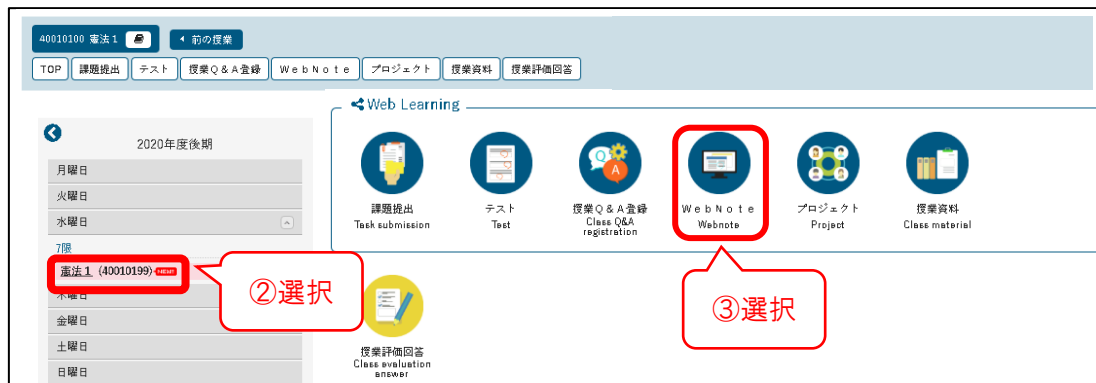 40010100 憲法1 前の授業
TOP 課題提出 テスト 授業Q&A登録 WebNote プロジェクト 授業資料 授業評価回答
Web Learning
2020年度後期
月曜日
火曜日
水曜日
7限
憲法1 (40010199) NEW!
木曜日
金曜日
土曜日
日曜日
②選択
課題提出
Task submission
テスト
Test
授業Q&A登録
Class Q&A
registration
WebNote
Webnote
プロジェクト
Project
授業資料
Class material
③選択
授業評価回答
Class evaluation
answer